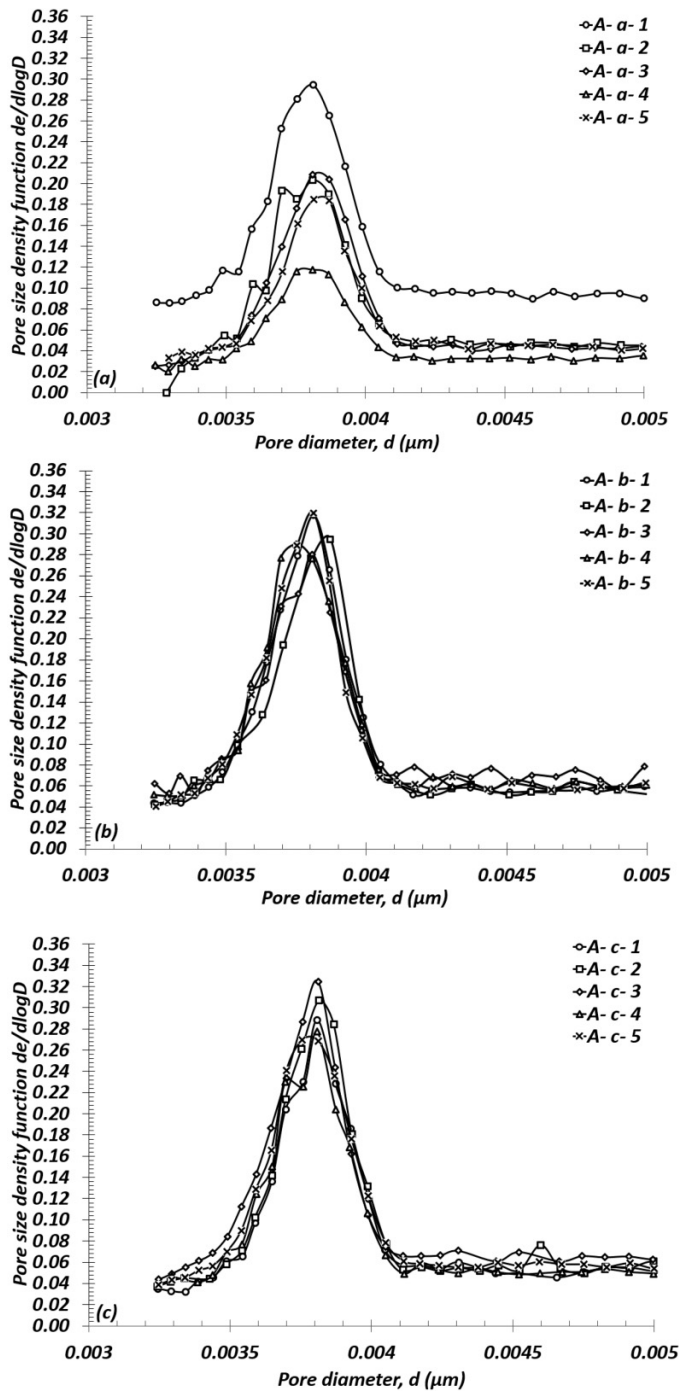 Pore size density function de/dlogD
0.36
0.34
0.32
0.30
0.28
0.26
0.24
0.22
0.20
0.18
0.16
0.14
0.12
0.10
0.08
0.06
0.04
0.02
0.00
A- a- 1
A- a- 2
A- a- 3
A- a- 4
A- a- 5
(a)
0.003 0.0035 0.004 0.0045 0.005
Pore diameter, d (μm)
Pore size density function de/dlogD
0.36
0.34
0.32
0.30
0.28
0.26
0.24
0.22
0.20
0.18
0.16
0.14
0.12
0.10
0.08
0.06
0.04
0.02
0.00
A- b- 1
A- b- 2
A- b- 3
A- b- 4
A- b- 5
(b)
0.003 0.0035 0.004 0.0045 0.005
Pore diameter, d (μm)
Pore size density function de/dlogD
0.36
0.34
0.32
0.30
0.28
0.26
0.24
0.22
0.20
0.18
0.16
0.14
0.12
0.10
0.08
0.06
0.04
0.02
0.00
A- c- 1
A- c- 2
A- c- 3
A- c- 4
A- c- 5
(c)
0.003 0.0035 0.004 0.0045 0.005
Pore diameter, d (μm)